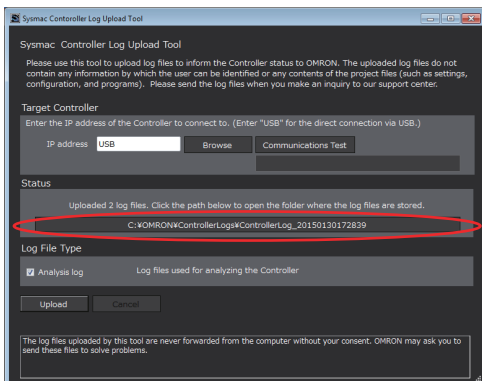 Sysmac Contoroller Log Upload Tool
Sysmac Controller Log Upload Tool
Please use this tool to upload log files to inform the Controller status to OMRON. The uploaded log files do not
contain any information by which the user can be identified or any contents of the project files (such as settings,
configuration, and programs). Please send the log files when you make an inquiry to our support center.
Target Controller
Enter the IP address of the Controller to connect to. (Enter "USB" for the direct connection via USB.)
IP address USB Browse Communications Test
Status
Uploaded 2 log files. Click the path below to open the folder where the log files are stored.
C:¥OMRON¥ControllerLogs¥ControllerLog_20150130172839
Log File Type
Analysis log Log files used for analyzing the Controller
Upload Cancel
The log files uploaded by this tool are never forwarded from the computer without your consent. OMRON may ask you to
send these files to solve problems.